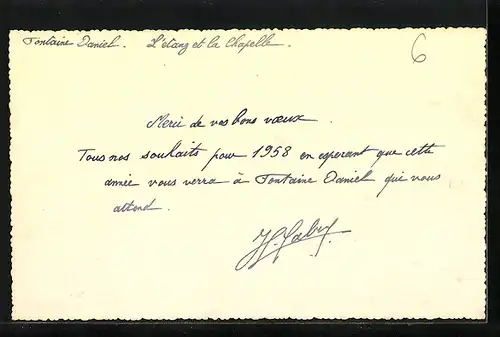 Fontaine Daniel. L'étang et la Chapelle.
6
Merci de vos bons vœux.
Tous nos souhaits pour 1958 en esperant que cette
année vous verra à Fontaine Daniel qui vous
attend.